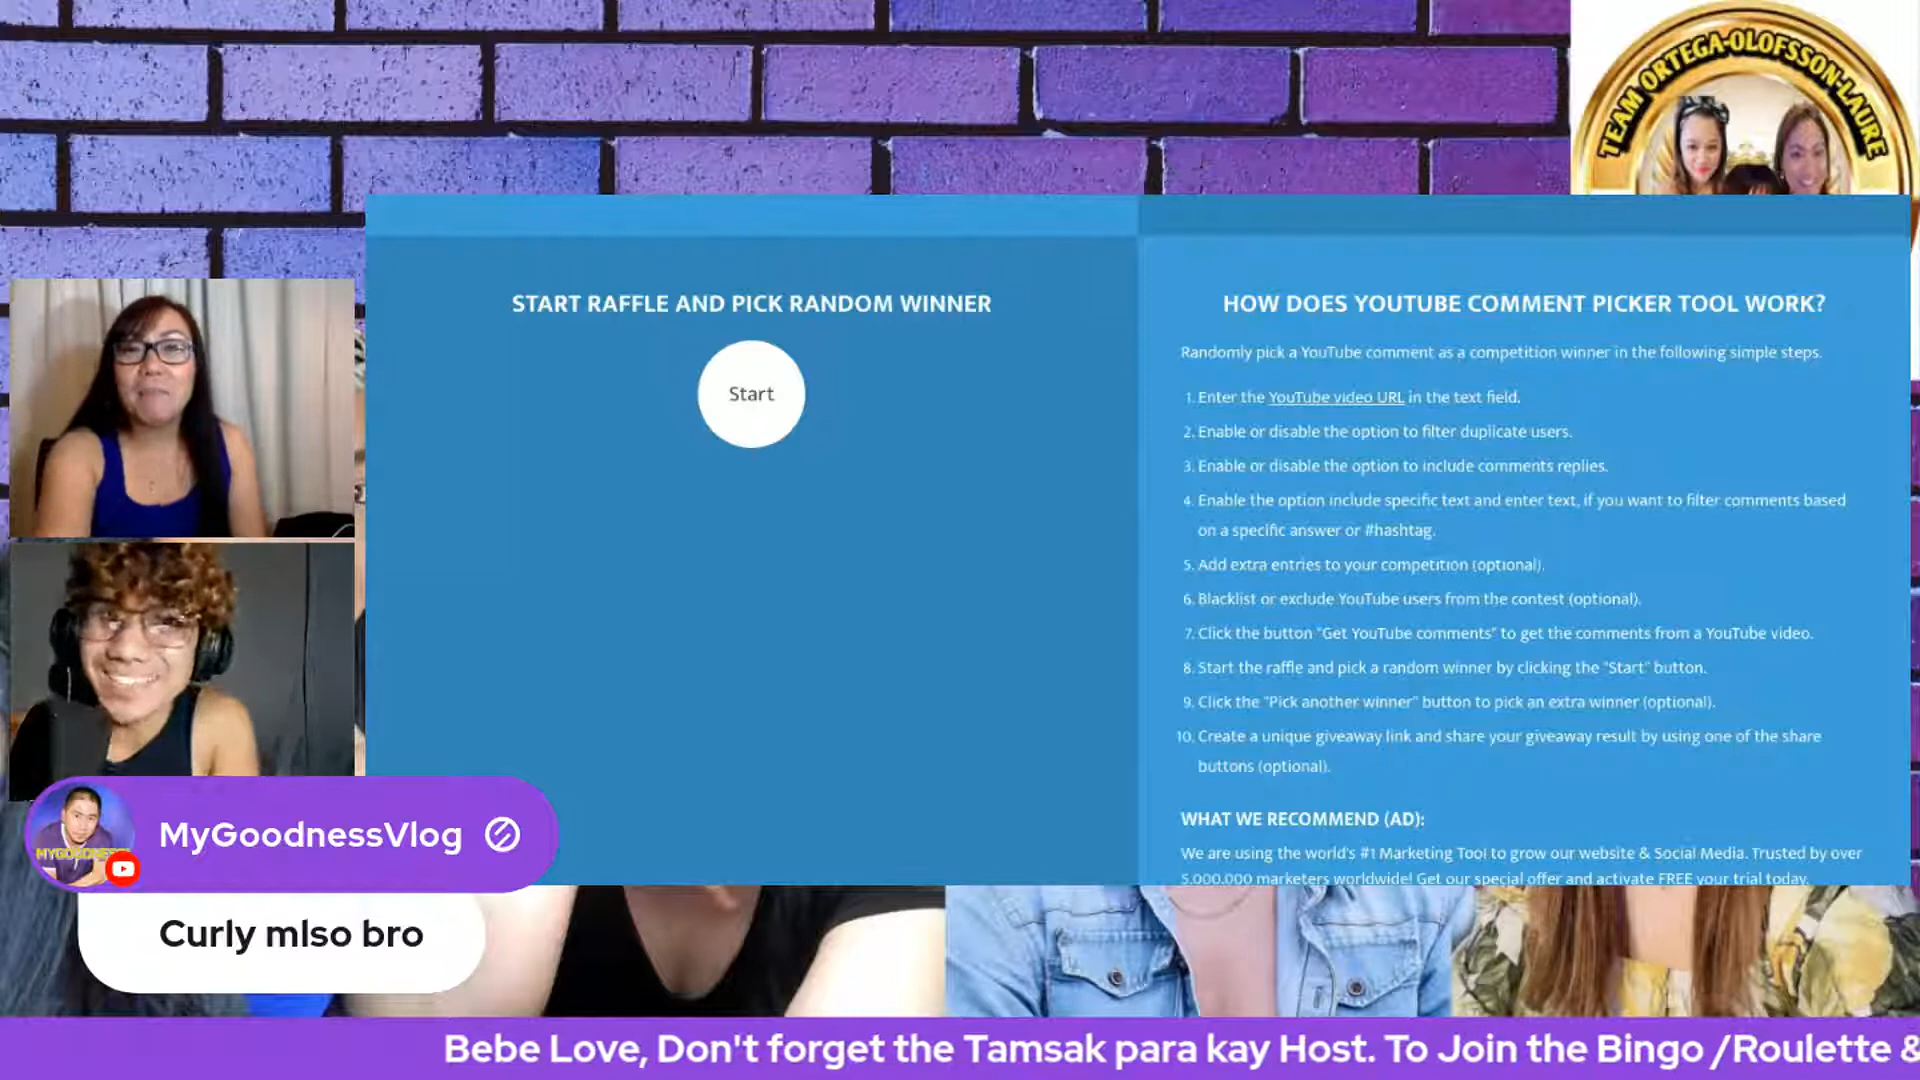 TEAM ORTEGA-OLOFSSON-LAURE
START RAFFLE AND PICK RANDOM WINNER
Start
HOW DOES YOUTUBE COMMENT PICKER TOOL WORK?
Randomly pick a YouTube comment as a competition winner in the following simple steps.
1. Enter the YouTube video URL in the text field.
2. Enable or disable the option to filter duplicate users.
3. Enable or disable the option to include comments replies.
4. Enable the option include specific text and enter text, if you want to filter comments based
on a specific answer or #hashtag.
5. Add extra entries to your competition (optional).
6. Blacklist or exclude YouTube users from the contest (optional).
7. Click the button "Get YouTube comments" to get the comments from a YouTube video.
8. Start the raffle and pick a random winner by clicking the "Start" button.
9. Click the "Pick another winner" button to pick an extra winner (optional).
10. Create a unique giveaway link and share your giveaway result by using one of the share
buttons (optional).
WHAT WE RECOMMEND (AD):
We are using the world's #1 Marketing Tool to grow our website & Social Media. Trusted by over
5.000.000 marketers worldwide! Get our special offer and activate FREE your trial today.
MyGoodnessVlog
Curly mlso bro
Bebe Love, Don't forget the Tamsak para kay Host. To Join the Bingo /Roulette &